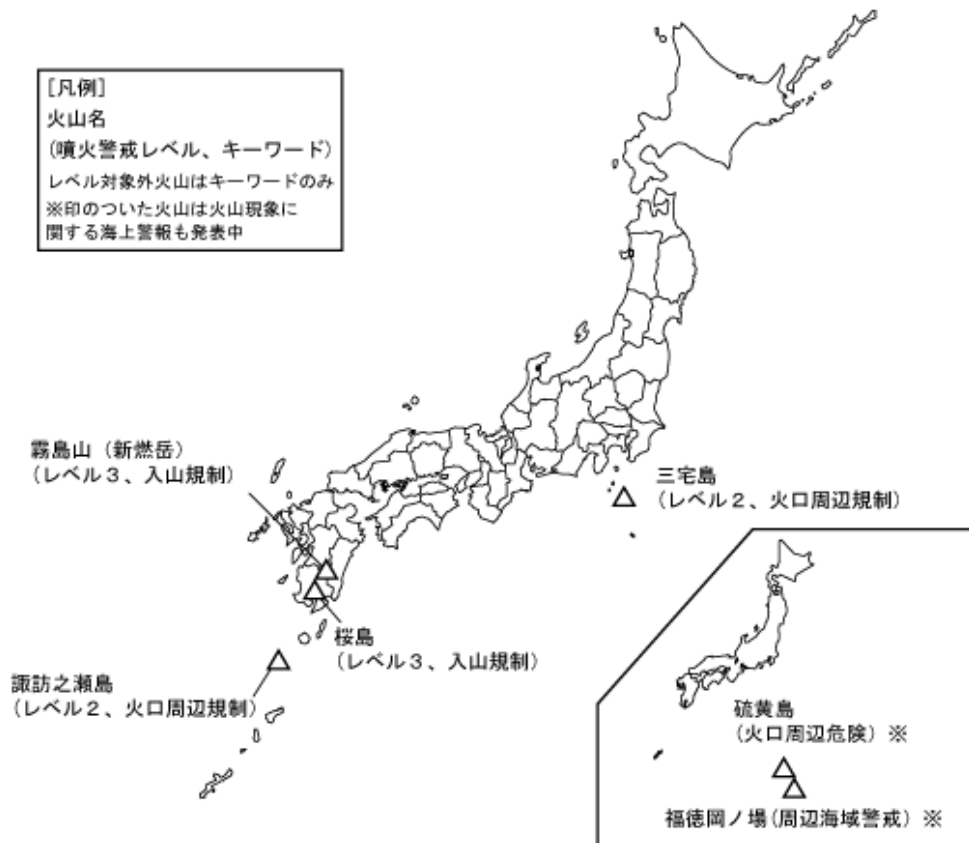 [凡例]
火山名
(噴火警戒レベル、キーワード)
レベル対象外火山はキーワードのみ
※印のついた火山は火山現象に
関する海上警報も発表中
霧島山（新燃岳）
（レベル３、入山規制）
三宅島
（レベル２、火口周辺規制）
桜島
（レベル３、入山規制）
諏訪之瀬島
（レベル２、火口周辺規制）
硫黄島
（火口周辺危険）※
福徳岡ノ場(周辺海域警戒）※